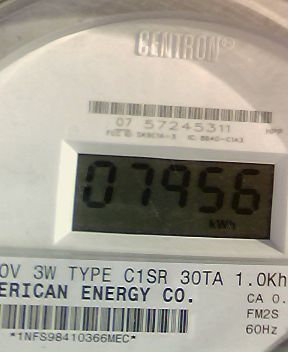 CENTRON®
07 57245311
07956
kWh
0V 3W TYPE C1SR 30TA 1.0Kh
ERICAN ENERGY CO.
CA 0.
FM2S
60Hz
*1NFS98410366MEC*